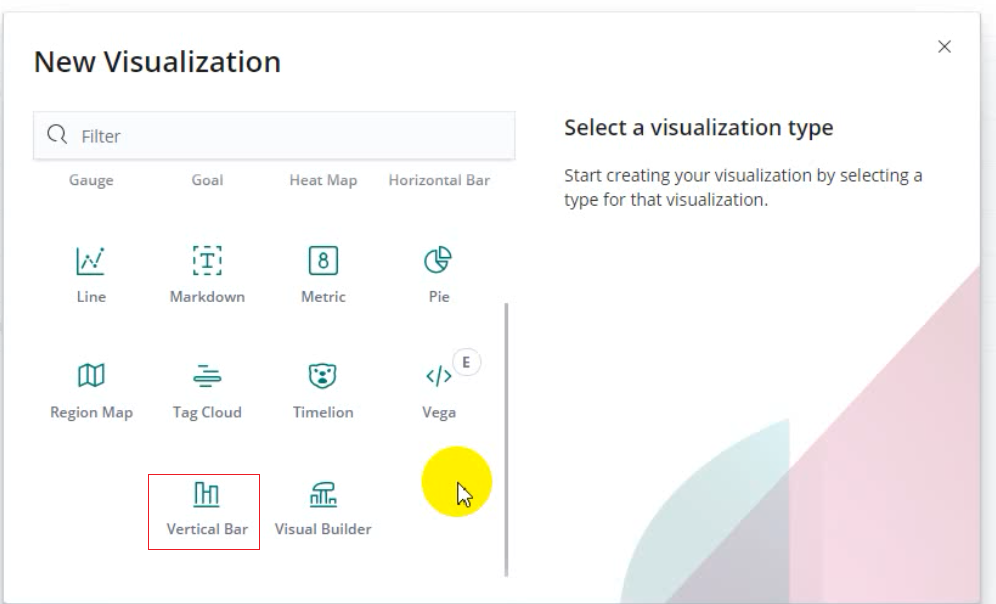 New Visualization
Filter
Select a visualization type
Start creating your visualization by selecting a
type for that visualization.
Gauge Goal Heat Map Horizontal Bar
8
Line Markdown Metric Pie
E
Region Map Tag Cloud Timelion Vega
Vertical Bar Visual Builder